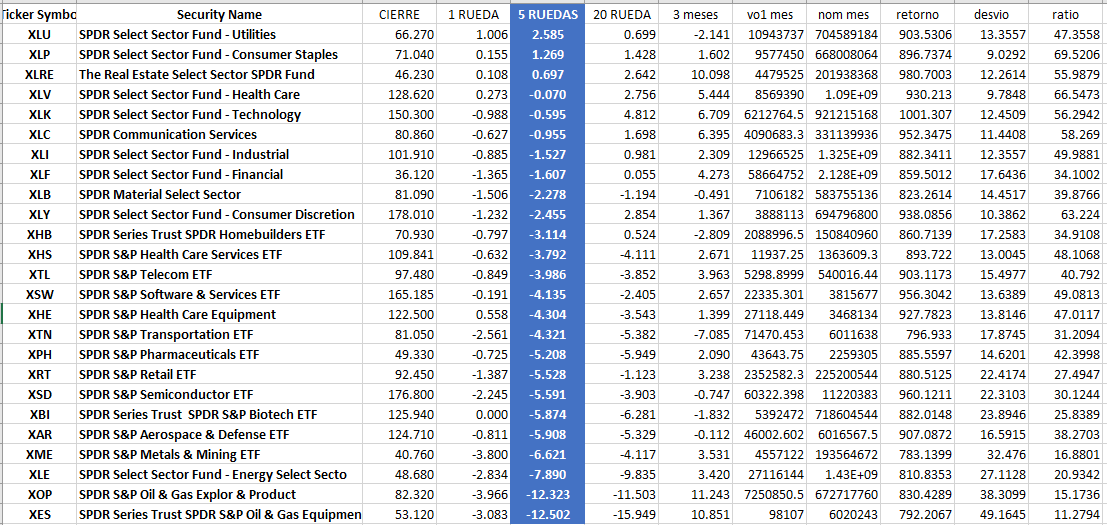 Ticker Symbo Security Name CIERRE 1 RUEDA 5 RUEDAS 20 RUEDA 3 meses vo1 mes nom mes retorno desvio ratio
XLU SPDR Select Sector Fund - Utilities 66.270 1.006 2.585 0.699 -2.141 10943737 704589184 903.5306 13.3557 47.3558
XLP SPDR Select Sector Fund - Consumer Staples 71.040 0.155 1.269 1.428 1.602 9577450 668008064 896.7374 9.0292 69.5206
XLRE The Real Estate Select Sector SPDR Fund 46.230 0.108 0.697 2.642 10.098 4479525 201938368 980.7003 12.2614 55.9879
XLV SPDR Select Sector Fund - Health Care 128.620 0.273 -0.070 2.756 5.444 8569390 1.09E+09 930.213 9.7848 66.5473
XLK SPDR Select Sector Fund - Technology 150.300 -0.988 -0.595 4.812 6.709 6212764.5 921215168 1001.307 12.4509 56.2942
XLC SPDR Communication Services 80.860 -0.627 -0.955 1.698 6.395 4090683.3 331139936 952.3475 11.4408 58.269
XLI SPDR Select Sector Fund - Industrial 101.910 -0.885 -1.527 0.981 2.309 12966525 1.325E+09 882.3411 12.3557 49.9881
XLF SPDR Select Sector Fund - Financial 36.120 -1.365 -1.607 0.055 4.273 58664752 2.128E+09 859.5012 17.6436 34.1002
XLB SPDR Material Select Sector 81.090 -1.506 -2.278 -1.194 -0.491 7106182 583755136 823.2614 14.4517 39.8766
XLY SPDR Select Sector Fund - Consumer Discretion 178.010 -1.232 -2.455 2.854 1.367 3888113 694796800 938.0856 10.3862 63.224
XHB SPDR Series Trust SPDR Homebuilders ETF 70.930 -0.797 -3.114 0.524 -2.809 2088996.5 150840960 860.7139 17.2583 34.9108
XHS SPDR S&P Health Care Services ETF 109.841 -0.632 -3.792 -4.111 2.671 11937.25 1363609.3 893.722 13.0045 48.1068
XTL SPDR S&P Telecom ETF 97.480 -0.849 -3.986 -3.852 3.963 5298.8999 540016.44 903.1173 15.4977 40.792
XSW SPDR S&P Software & Services ETF 165.185 -0.191 -4.135 -2.405 2.657 22335.301 3815677 956.3042 13.6389 49.0813
XHE SPDR S&P Health Care Equipment 122.500 0.558 -4.304 -3.543 1.399 27118.449 3468134 927.7823 13.8146 47.0117
XTN SPDR S&P Transportation ETF 81.050 -2.561 -4.321 -5.382 -7.085 71470.453 6011638 796.933 17.8745 31.2094
XPH SPDR S&P Pharmaceuticals ETF 49.330 -0.725 -5.208 -5.949 2.090 43643.75 2259305 885.5597 14.6201 42.3998
XRT SPDR S&P Retail ETF 92.450 -1.387 -5.528 -1.123 3.238 2352582.3 225200544 880.5125 22.4174 27.4947
XSD SPDR S&P Semiconductor ETF 176.800 -2.245 -5.591 -3.903 -0.747 60322.398 11220383 960.1211 22.3103 30.1244
XBI SPDR Series Trust SPDR S&P Biotech ETF 125.940 0.000 -5.874 -6.281 -1.832 5392472 718604544 882.0148 23.8946 25.8389
XAR SPDR S&P Aerospace & Defense ETF 124.710 -0.811 -5.908 -5.329 -0.112 46002.602 6016567.5 907.0872 16.5915 38.2703
XME SPDR S&P Metals & Mining ETF 40.760 -3.800 -6.621 -4.117 3.531 4557122 193564672 783.1399 32.476 16.8801
XLE SPDR Select Sector Fund - Energy Select Secto 48.680 -2.834 -7.890 -9.835 3.420 27116144 1.43E+09 810.8353 27.1128 20.9342
XOP SPDR S&P Oil & Gas Explor & Product 82.320 -3.966 -12.323 -11.503 11.243 7250850.5 672717760 830.4289 38.3099 15.1736
XES SPDR Series Trust SPDR S&P Oil & Gas Equipmen 53.120 -3.083 -12.502 -15.949 10.851 98107 6020243 792.2067 49.1645 11.2794